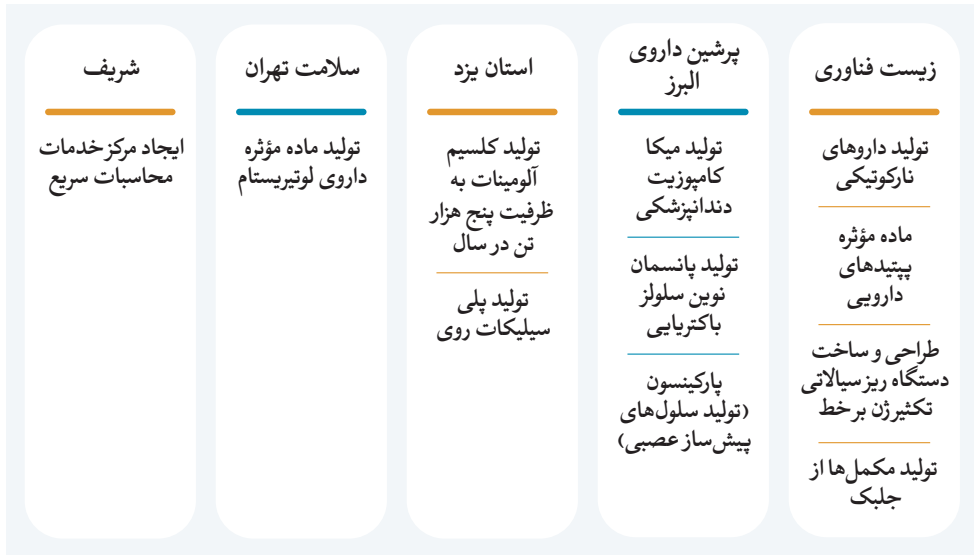 زیست فناوری
تولید داروهای
نارکوتیکی
ماده مؤثره
پپتیدهای
دارویی
طراحی و ساخت
دستگاه ریزسیالاتی
تکثیرژن برخط
تولید مکمل‌ها از
جلبک
پرشین داروی
البرز
تولید میکا
کامپوزیت
دندانپزشکی
تولید پانسمان
نوین سلولز
باکتریایی
پارکینسون
(تولید سلول‌های
پیش‌ساز عصبی)
استان یزد
تولید کلسیم
آلومینات به
ظرفیت پنج هزار
تن در سال
تولید پلی
سیلیکات روی
سلامت تهران
تولید ماده مؤثره
داروی لوتیریستام
شریف
ایجاد مرکز خدمات
محاسبات سریع